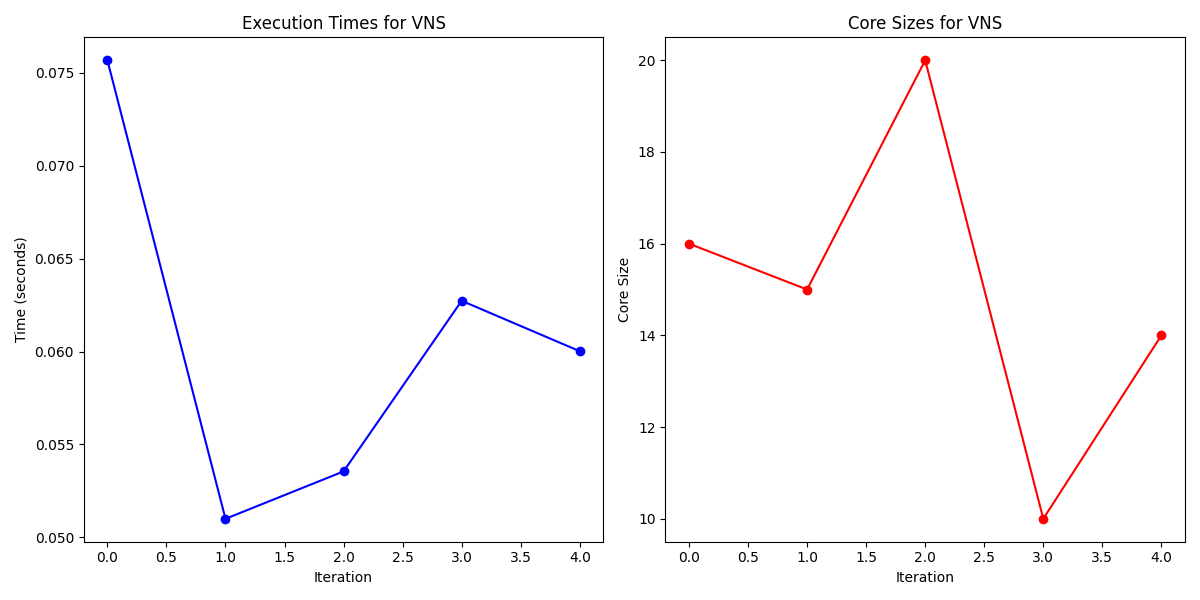 Execution Times for VNS
Time (seconds)
0.075
0.070
0.065
0.060
0.055
0.050
0.0 0.5 1.0 1.5 2.0 2.5 3.0 3.5 4.0
Iteration
Core Sizes for VNS
Core Size
20
18
16
14
12
10
0.0 0.5 1.0 1.5 2.0 2.5 3.0 3.5 4.0
Iteration